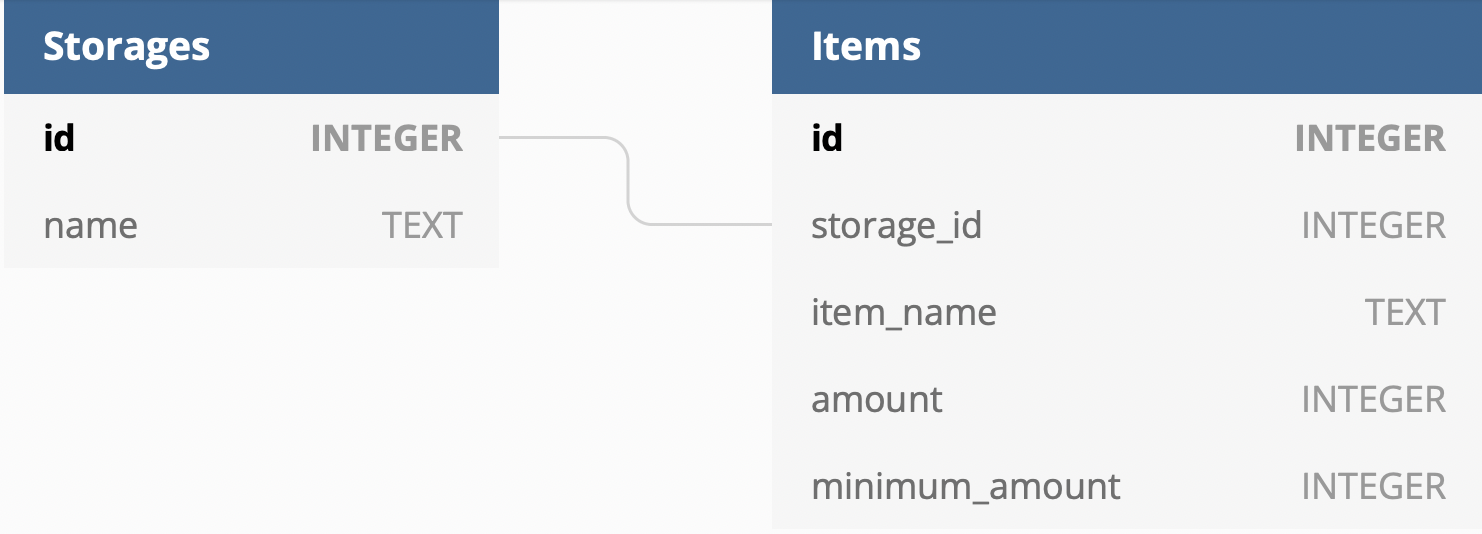 Storages
id INTEGER
name TEXT
Items
id INTEGER
storage_id INTEGER
item_name TEXT
amount INTEGER
minimum_amount INTEGER